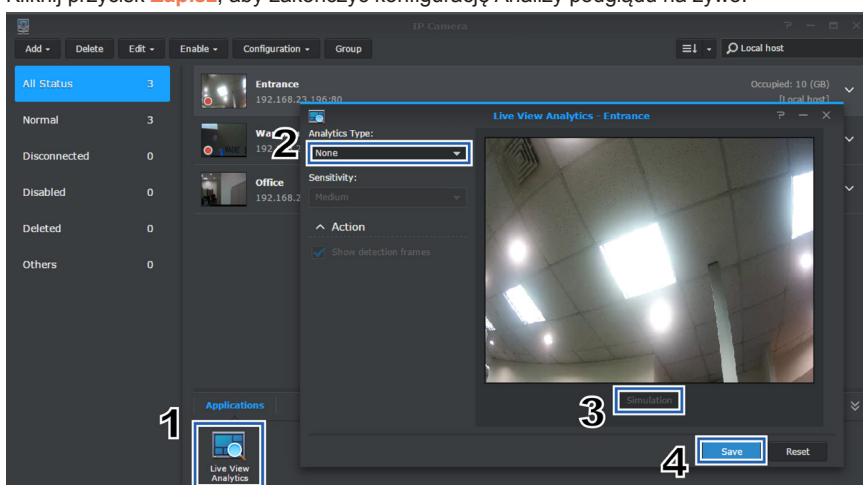 Kliknij przycisk Zapisz, aby zakończyć konfigurację Analizy podglądu na żywo.
IP Camera
Add Delete Edit Enable Configuration Group Local host
All Status 3
Normal 3
Disconnected 0
Disabled 0
Deleted 0
Others 0
Entrance
192.168.23.196:80
Occupied: 10 (GB)
[Local host]
Office
192.168.2
Live View Analytics - Entrance
2
Analytics Type:
None
Sensitivity:
Medium
Action
Show detection frames
Simulation
3
Save Reset
4
Applications
1
Live View
Analytics